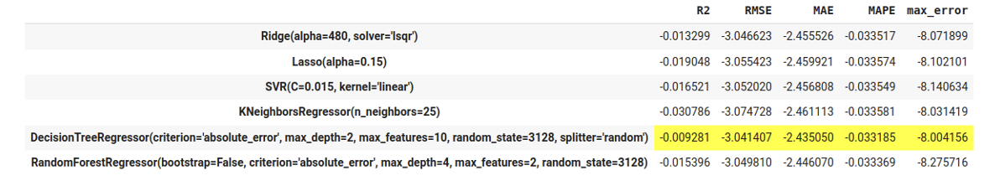 R2 RMSE MAE MAPE max_error
Ridge(alpha=480, solver='lsqr') -0.013299 -3.046623 -2.455526 -0.033517 -8.071899
Lasso(alpha=0.15) -0.019048 -3.055423 -2.459921 -0.033574 -8.102101
SVR(C=0.015, kernel='linear') -0.016521 -3.052020 -2.456808 -0.033549 -8.140634
KNeighborsRegressor(n_neighbors=25) -0.030786 -3.074728 -2.461113 -0.033581 -8.031419
DecisionTreeRegressor(criterion='absolute_error', max_depth=2, max_features=10, random_state=3128, splitter='random') -0.009281 -3.041407 -2.435050 -0.033185 -8.004156
RandomForestRegressor(bootstrap=False, criterion='absolute_error', max_depth=4, max_features=2, random_state=3128) -0.015396 -3.049810 -2.446070 -0.033369 -8.275716